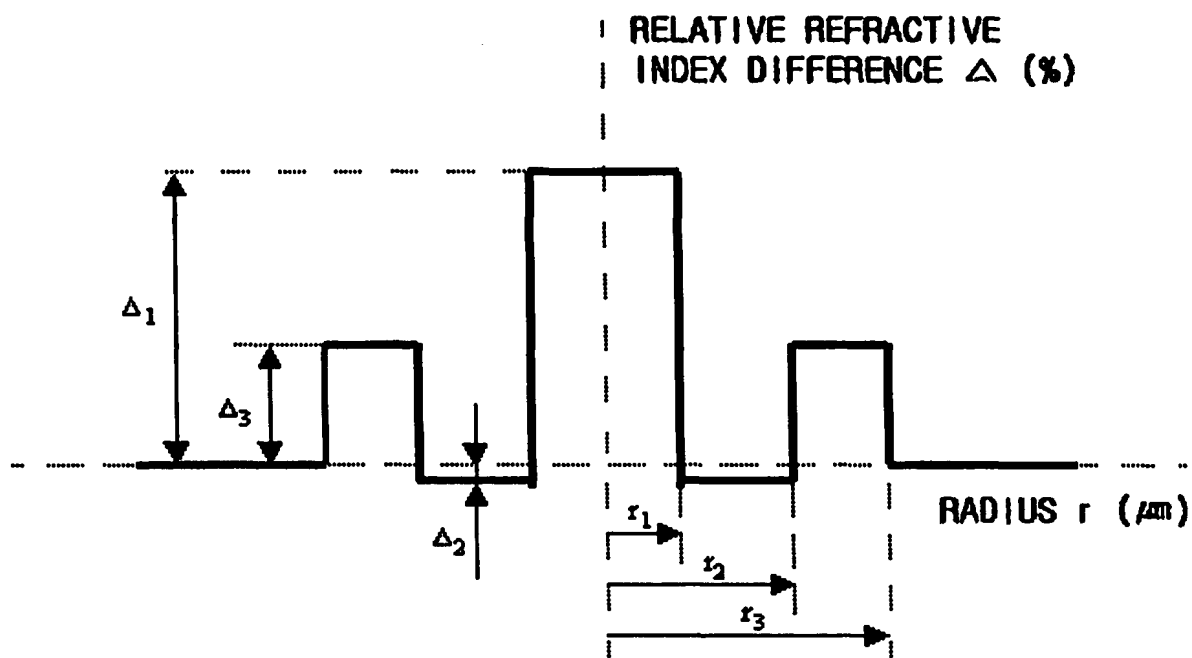 RELATIVE REFRACTIVE
INDEX DIFFERENCE Δ (%)
Δ1
Δ3
Δ2
RADIUS r (μm)
r1
r2
r3